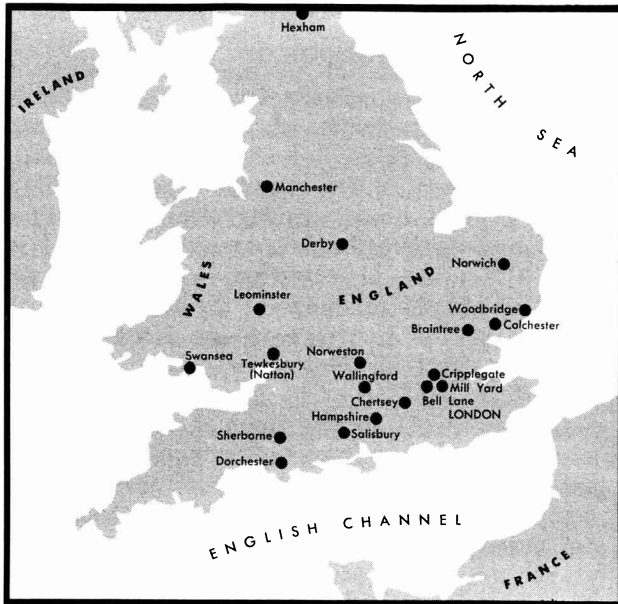 Hexham
NORTH SEA
IRELAND
Manchester
Derby
Norwich
WALES
ENGLAND
Leominster
Woodbridge
Colchester
Braintree
Swansea
Tewkesbury
(Natton)
Norweston
Wallingford
Cripplegate
Mill Yard
Bell Lane
LONDON
Chertsey
Hampshire
Salisbury
Sherborne
Dorchester
ENGLISH CHANNEL
FRANCE